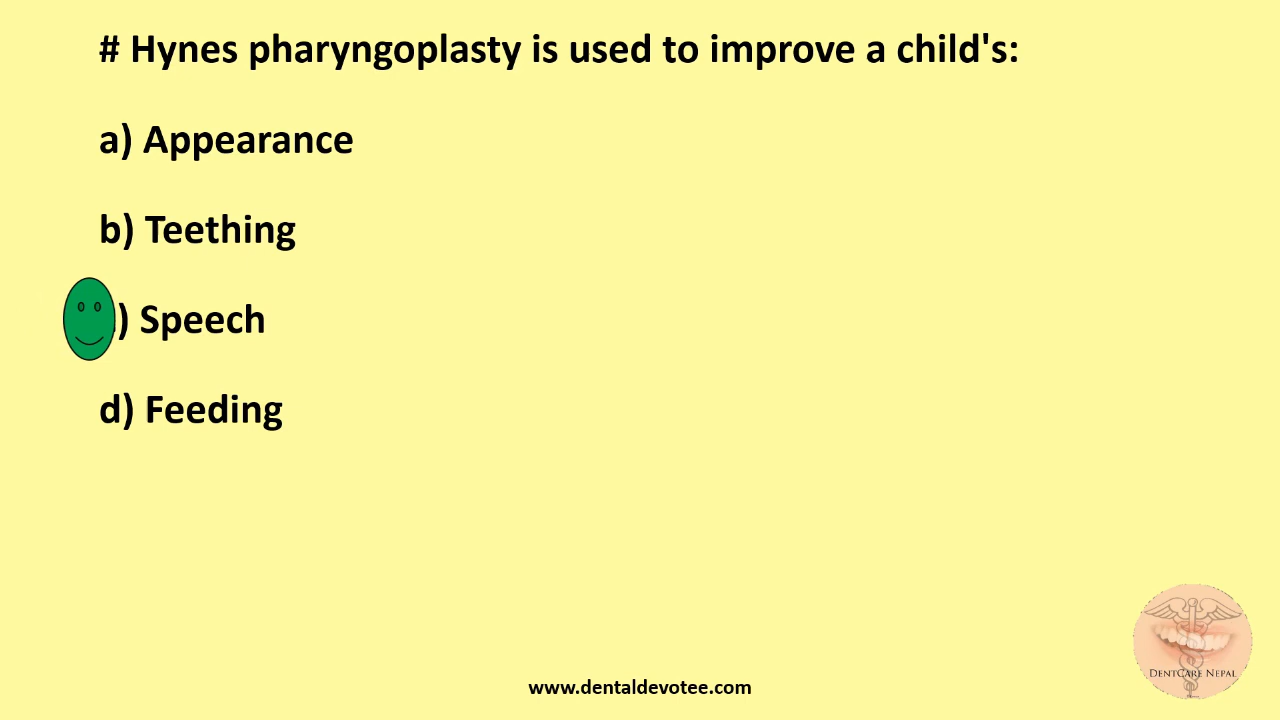 # Hynes pharyngoplasty is used to improve a child's:
a) Appearance
b) Teething
) Speech
d) Feeding
DENTCARE NEPAL
www.dentaldevotee.com